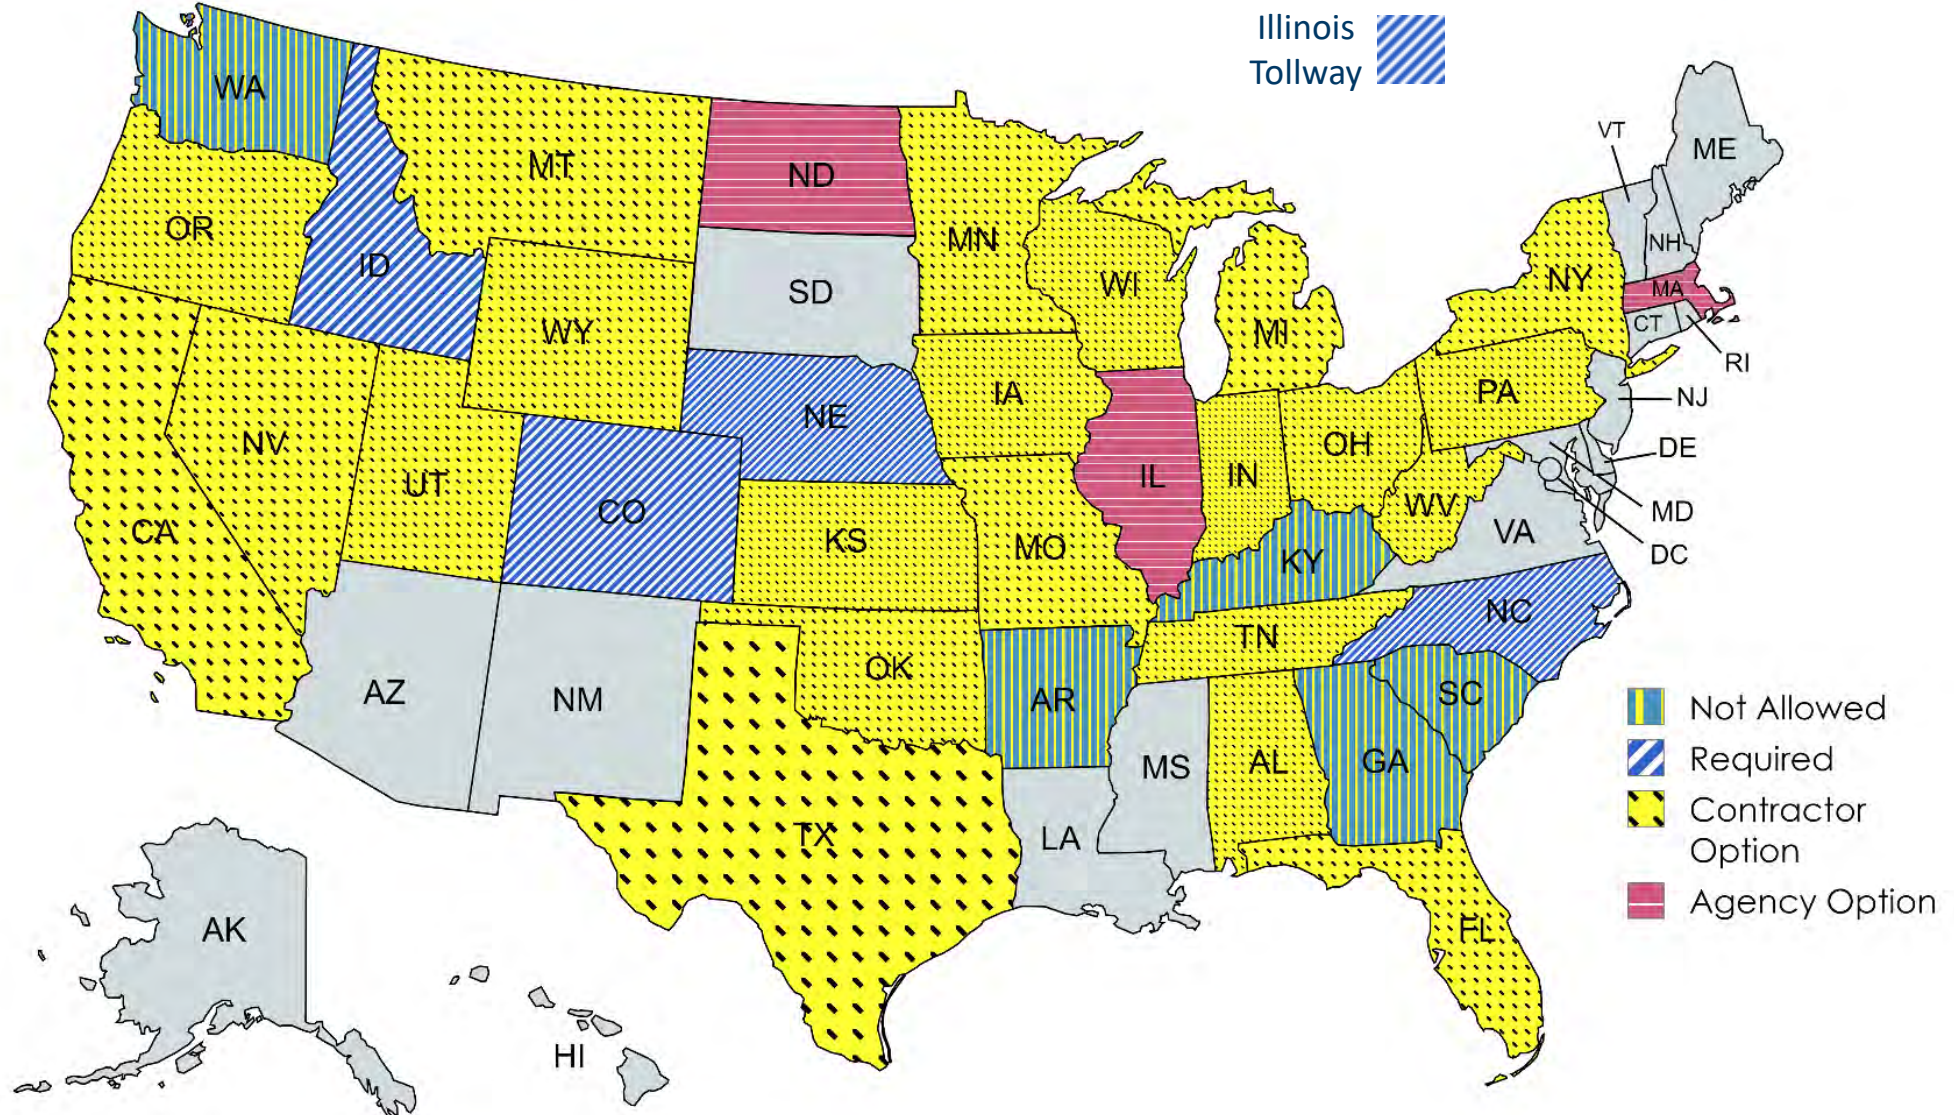 Illinois
Tollway
WA
MT
ND
MN
VT
ME
OR
ID
SD
WI
MI
NY
NH
MA
CT
RI
WY
NE
IA
PA
NJ
NV
UT
CO
KS
MO
IL
IN
OH
WV
DE
MD
DC
VA
CA
KY
NC
TN
AZ
NM
OK
AR
SC
MS
AL
GA
TX
LA
FL
AK
HI
Not Allowed
Required
Contractor
Option
Agency Option